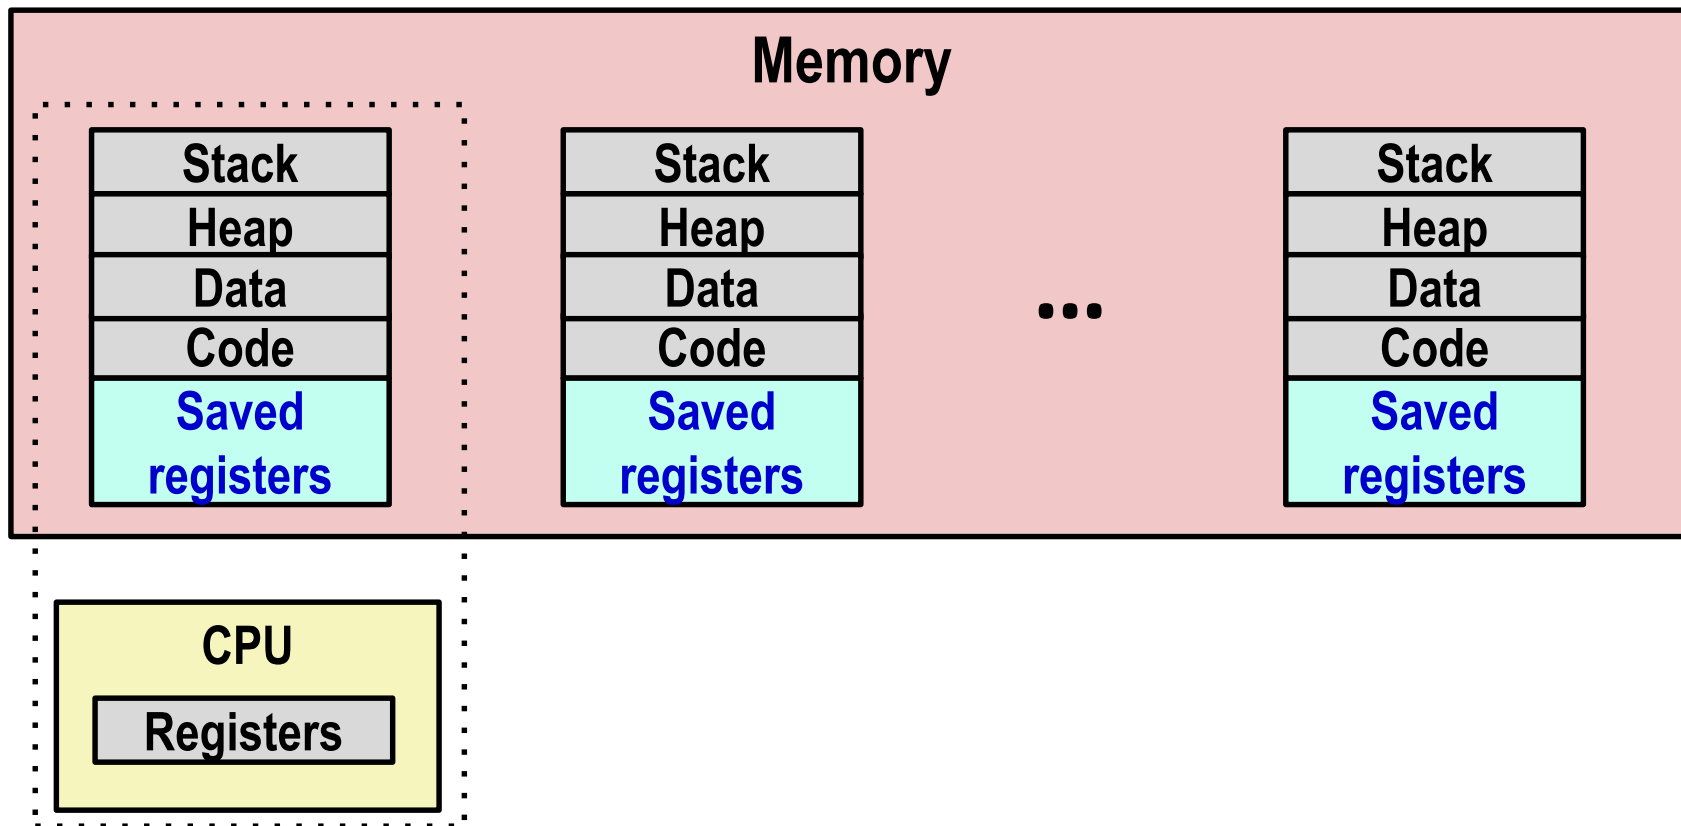 Memory
Stack
Heap
Data
Code
Saved
registers
Stack
Heap
Data
Code
Saved
registers
...
Stack
Heap
Data
Code
Saved
registers
CPU
Registers